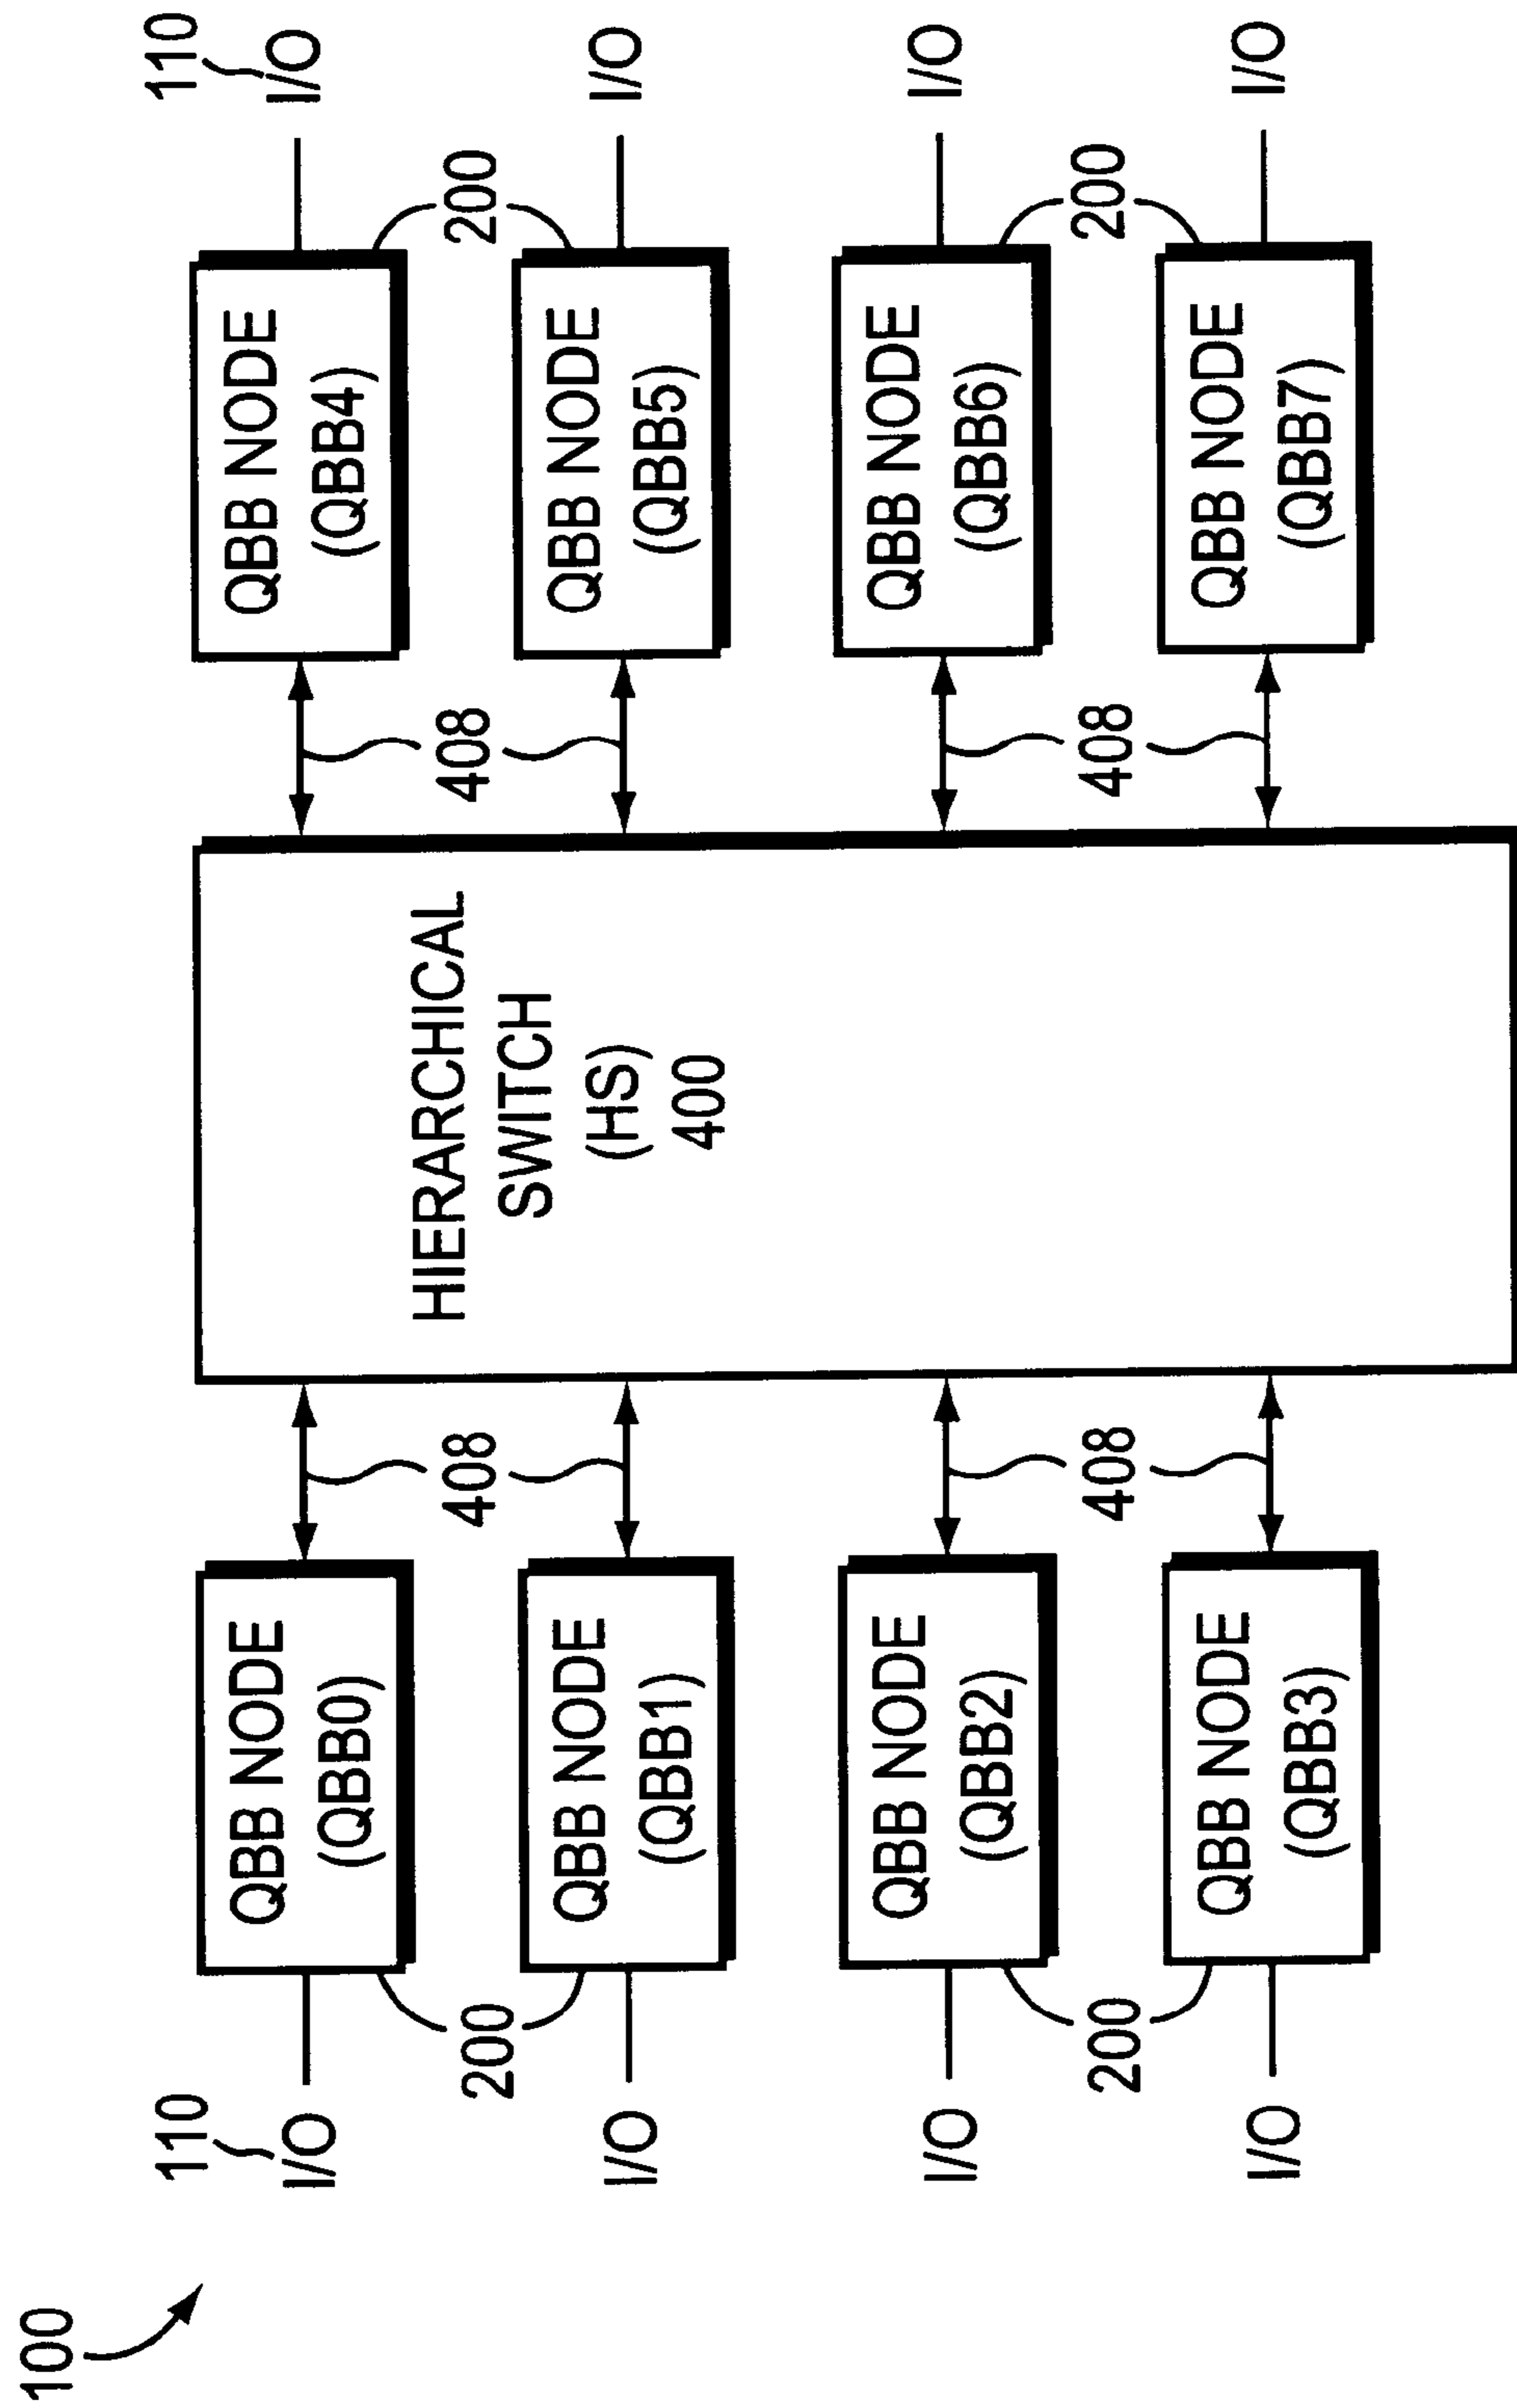 100
110
I/O
QBB NODE
(QBB0)
200
408
I/O
QBB NODE
(QBB1)
I/O
QBB NODE
(QBB2)
200
408
I/O
QBB NODE
(QBB3)
HIERARCHICAL
SWITCH
(HS)
400
110
I/O
QBB NODE
(QBB4)
408
200
I/O
QBB NODE
(QBB5)
I/O
QBB NODE
(QBB6)
408
200
I/O
QBB NODE
(QBB7)